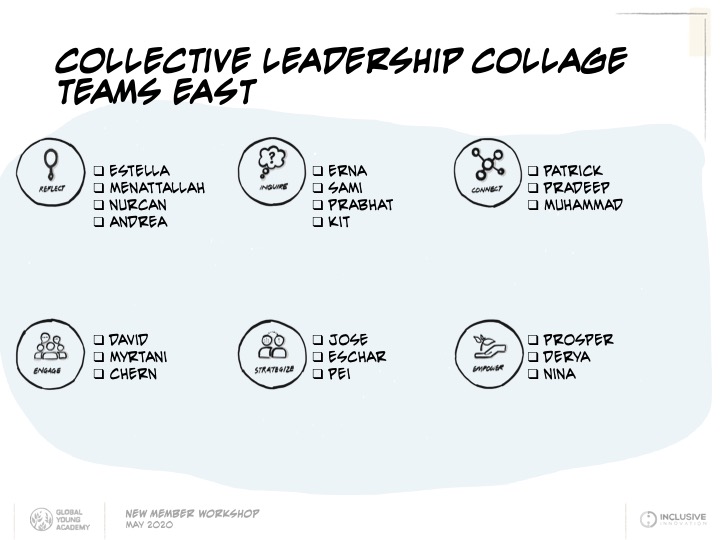 COLLECTIVE LEADERSHIP COLLAGE
TEAMS EAST
REFLECT
❑ ESTELLA
❑ MENATTALLAH
❑ NURCAN
❑ ANDREA
?
INQUIRE
❑ ERNA
❑ SAMI
❑ PRABHAT
❑ KIT
CONNECT
❑ PATRICK
❑ PRADEEP
❑ MUHAMMAD
ENGAGE
❑ DAVID
❑ MYRTANI
❑ CHERN
STRATEGIZE
❑ JOSE
❑ ESCHAR
❑ PEI
EMPOWER
❑ PROSPER
❑ DERYA
❑ NINA
GLOBAL
YOUNG
ACADEMY
NEW MEMBER WORKSHOP
MAY 2020
INCLUSIVE
INNOVATION